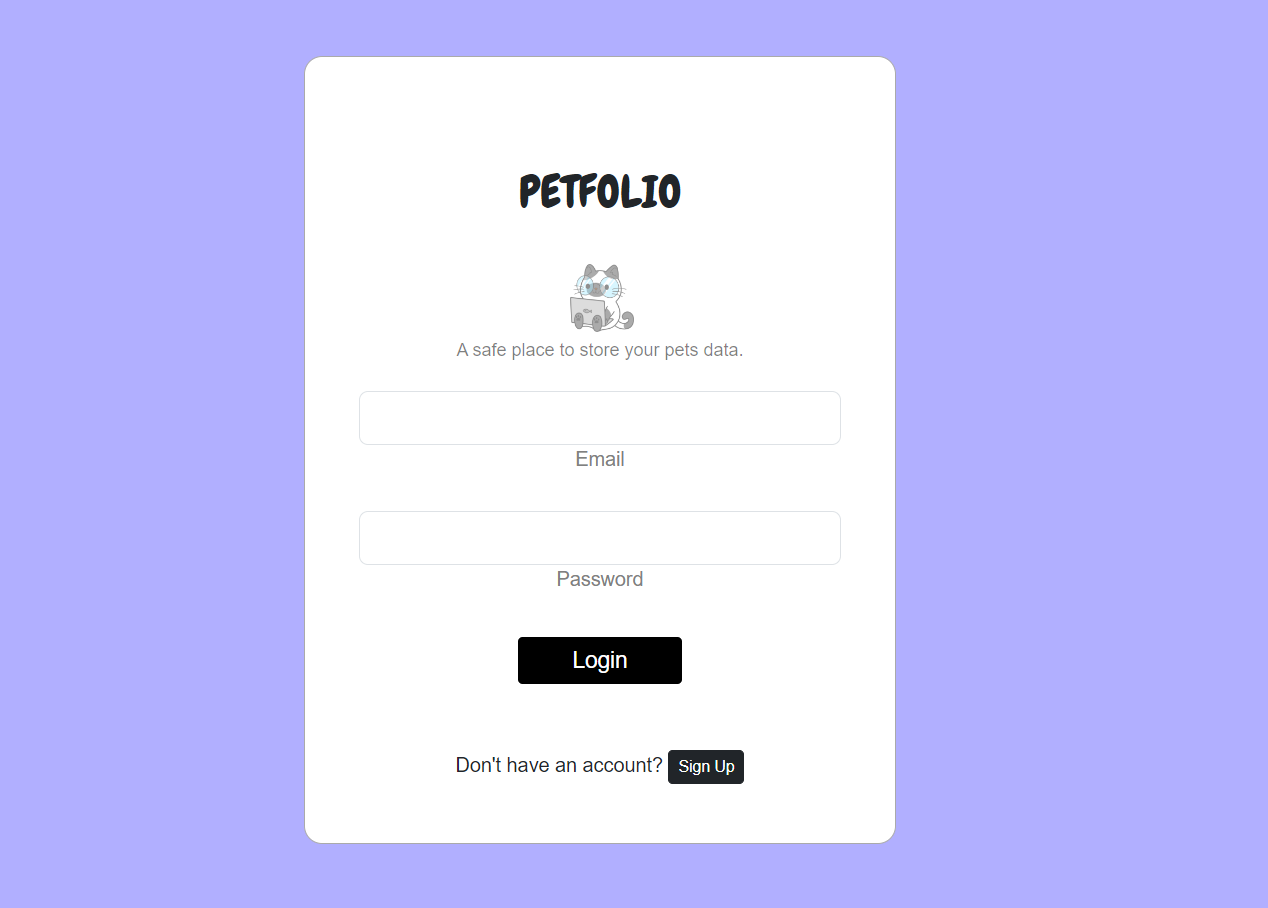 PETFOLIO
A safe place to store your pets data.
Email
Password
Login
Don't have an account? Sign Up